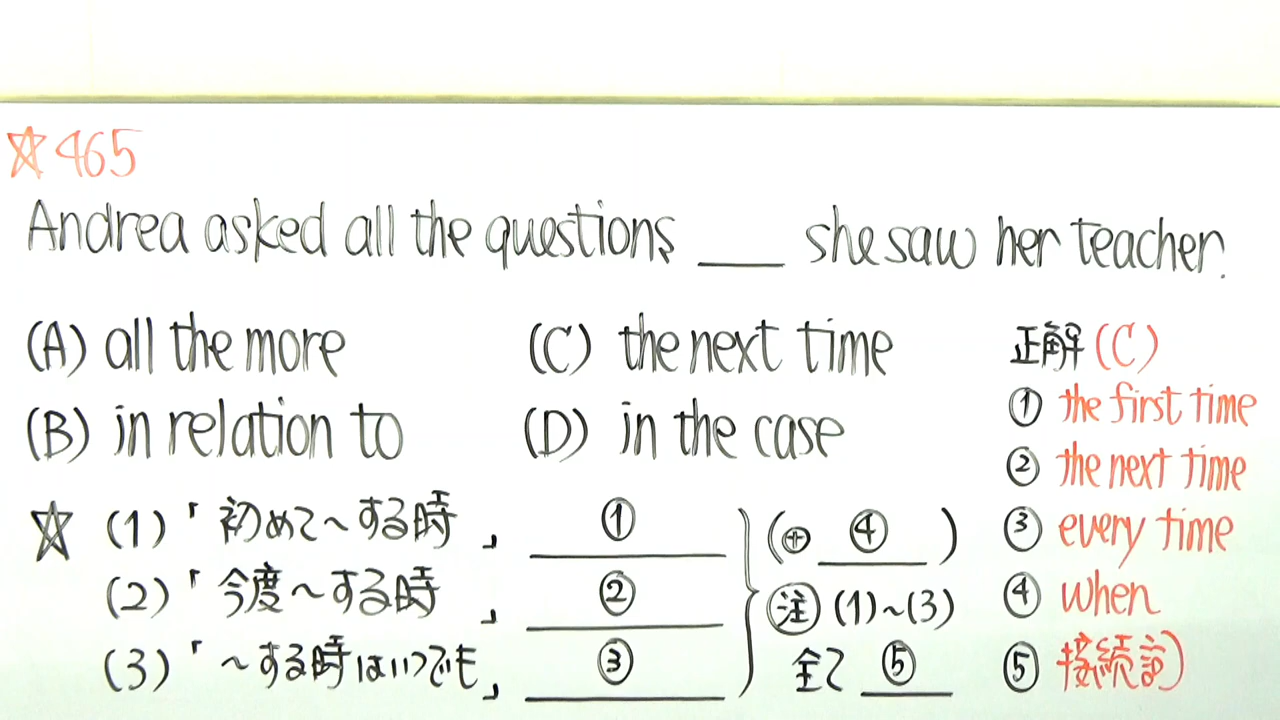 ☆465
Andrea asked all the questions ___ she saw her teacher.
(A) all the more
(B) in relation to
(C) the next time
(D) in the case
☆ (1)「初めて～する時」 ①
(2)「今度～する時」 ②
(3)「～する時はいつでも」 ③
(⊕ ④ )
注 (1)～(3)
全て ⑤
正解 (C)
① the first time
② the next time
③ every time
④ when
⑤ 接続詞